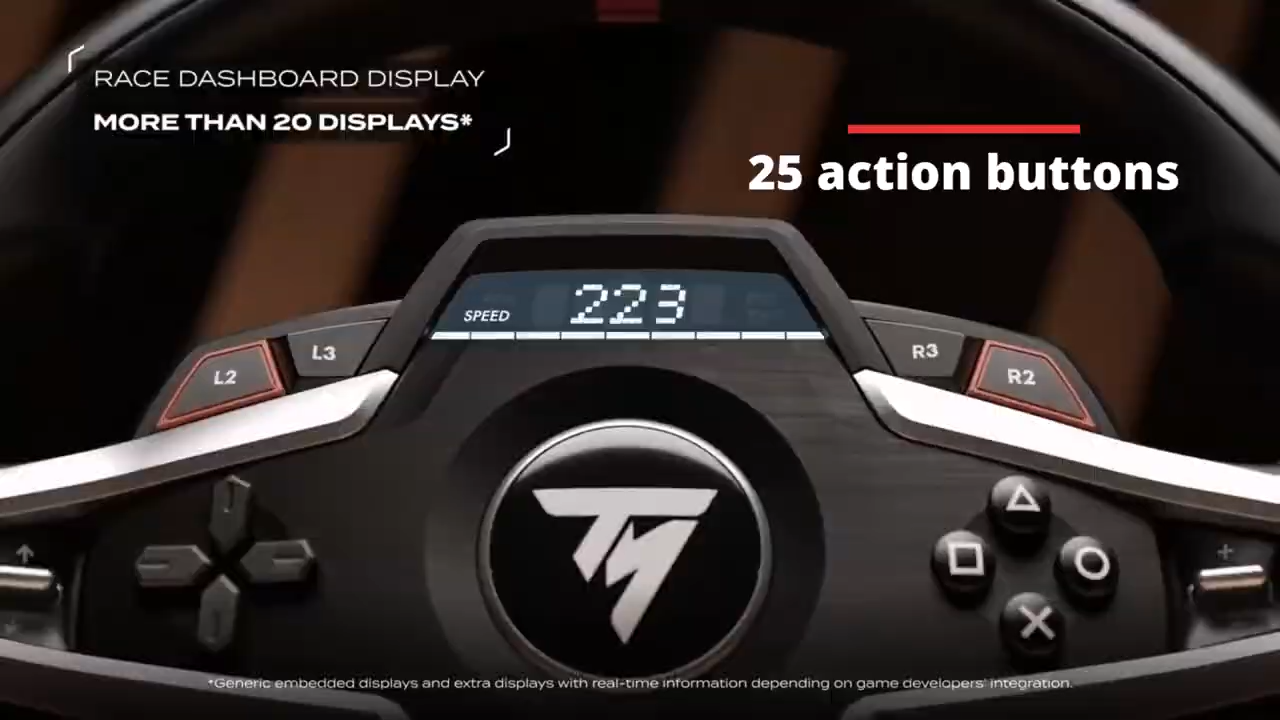 RACE DASHBOARD DISPLAY
MORE THAN 20 DISPLAYS*
25 action buttons
SPEED 223
L3
R3
L2
R2
TM
*Generic embedded displays and extra displays with real-time information depending on game developers' integration.